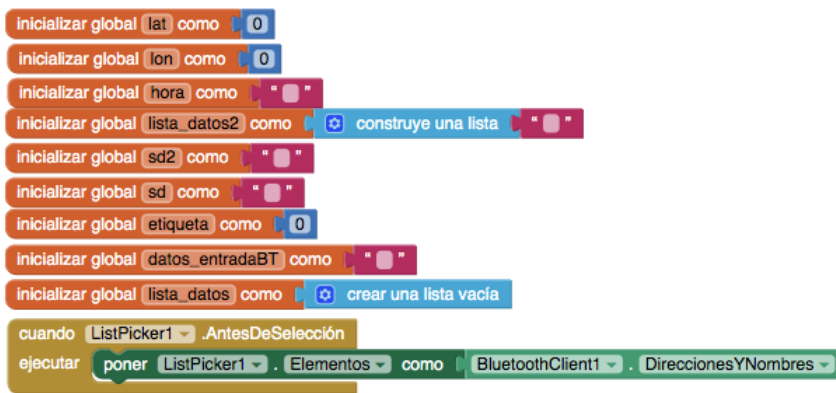 inicializar global lat como 0
inicializar global lon como 0
inicializar global hora como “ ”
inicializar global lista_datos2 como construye una lista “ ”
inicializar global sd2 como “ ”
inicializar global sd como “ ”
inicializar global etiqueta como 0
inicializar global datos_entradaBT como “ ”
inicializar global lista_datos como crear una lista vacía
cuando ListPicker1 .AntesDeSelección
ejecutar poner ListPicker1 . Elementos como BluetoothClient1 . DireccionesYNombres